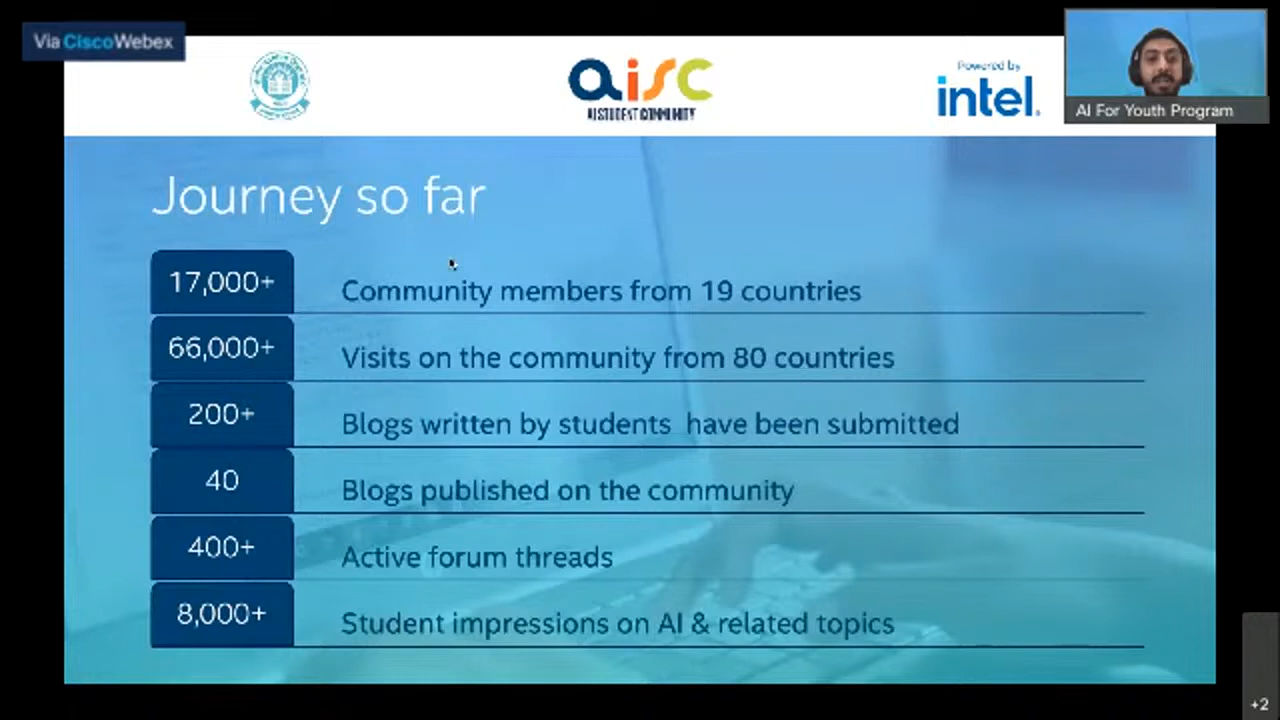 Via CiscoWebex
aisc
AI STUDENT COMMUNITY
Powered by
intel.
AI For Youth Program
Journey so far
17,000+ Community members from 19 countries
66,000+ Visits on the community from 80 countries
200+ Blogs written by students have been submitted
40 Blogs published on the community
400+ Active forum threads
8,000+ Student impressions on AI & related topics
+2